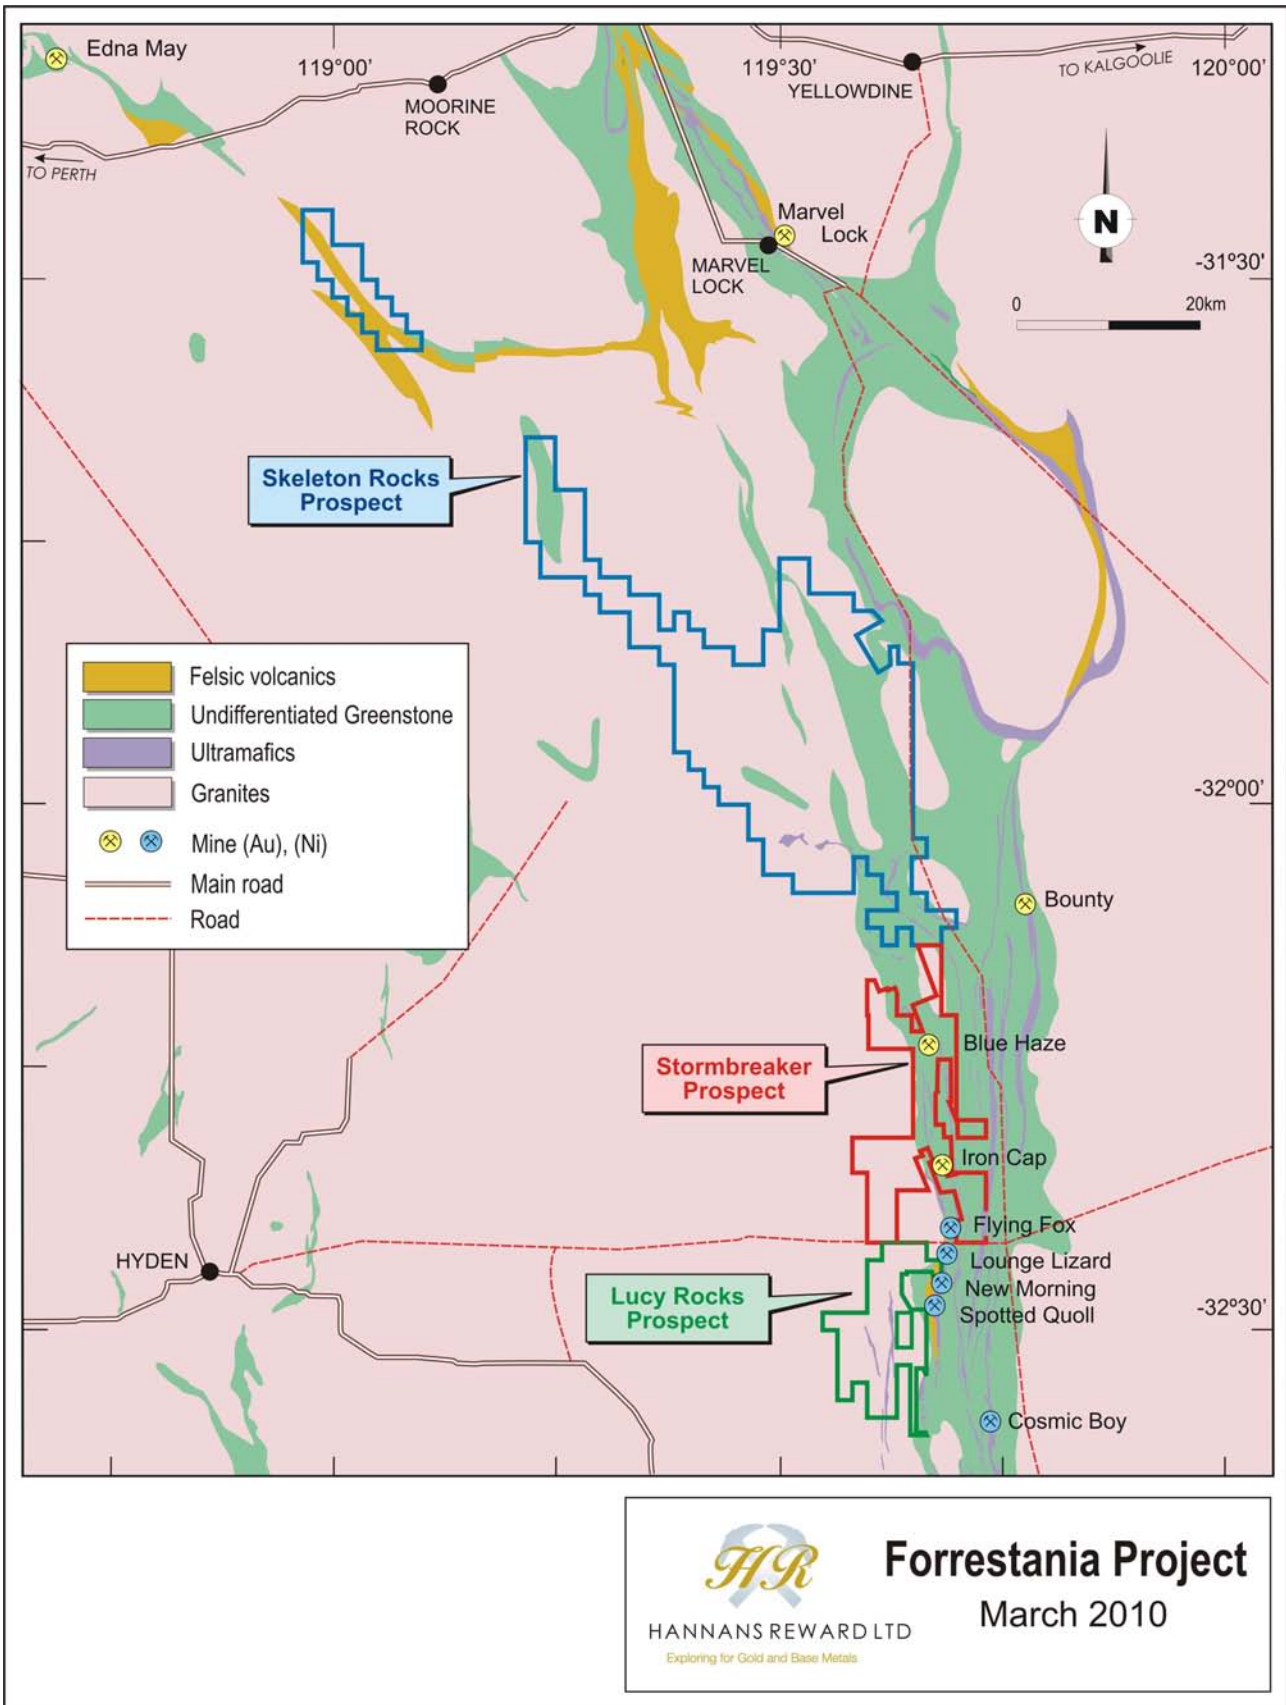 Edna May
119°00'
119°30'
TO KALGOOLIE
120°00'
MOORINE
ROCK
YELLOWDINE
TO PERTH
N
Marvel
Lock
MARVEL
LOCK
-31°30'
0
20km
Skeleton Rocks
Prospect
Felsic volcanics
Undifferentiated Greenstone
Ultramafics
Granites
Mine (Au), (Ni)
Main road
Road
-32°00'
Bounty
Blue Haze
Stormbreaker
Prospect
Iron Cap
Flying Fox
HYDEN
Lounge Lizard
New Morning
Spotted Quoll
Lucy Rocks
Prospect
-32°30'
Cosmic Boy
HR
HANNANS REWARD LTD
Exploring for Gold and Base Metals
Forrestania Project
March 2010